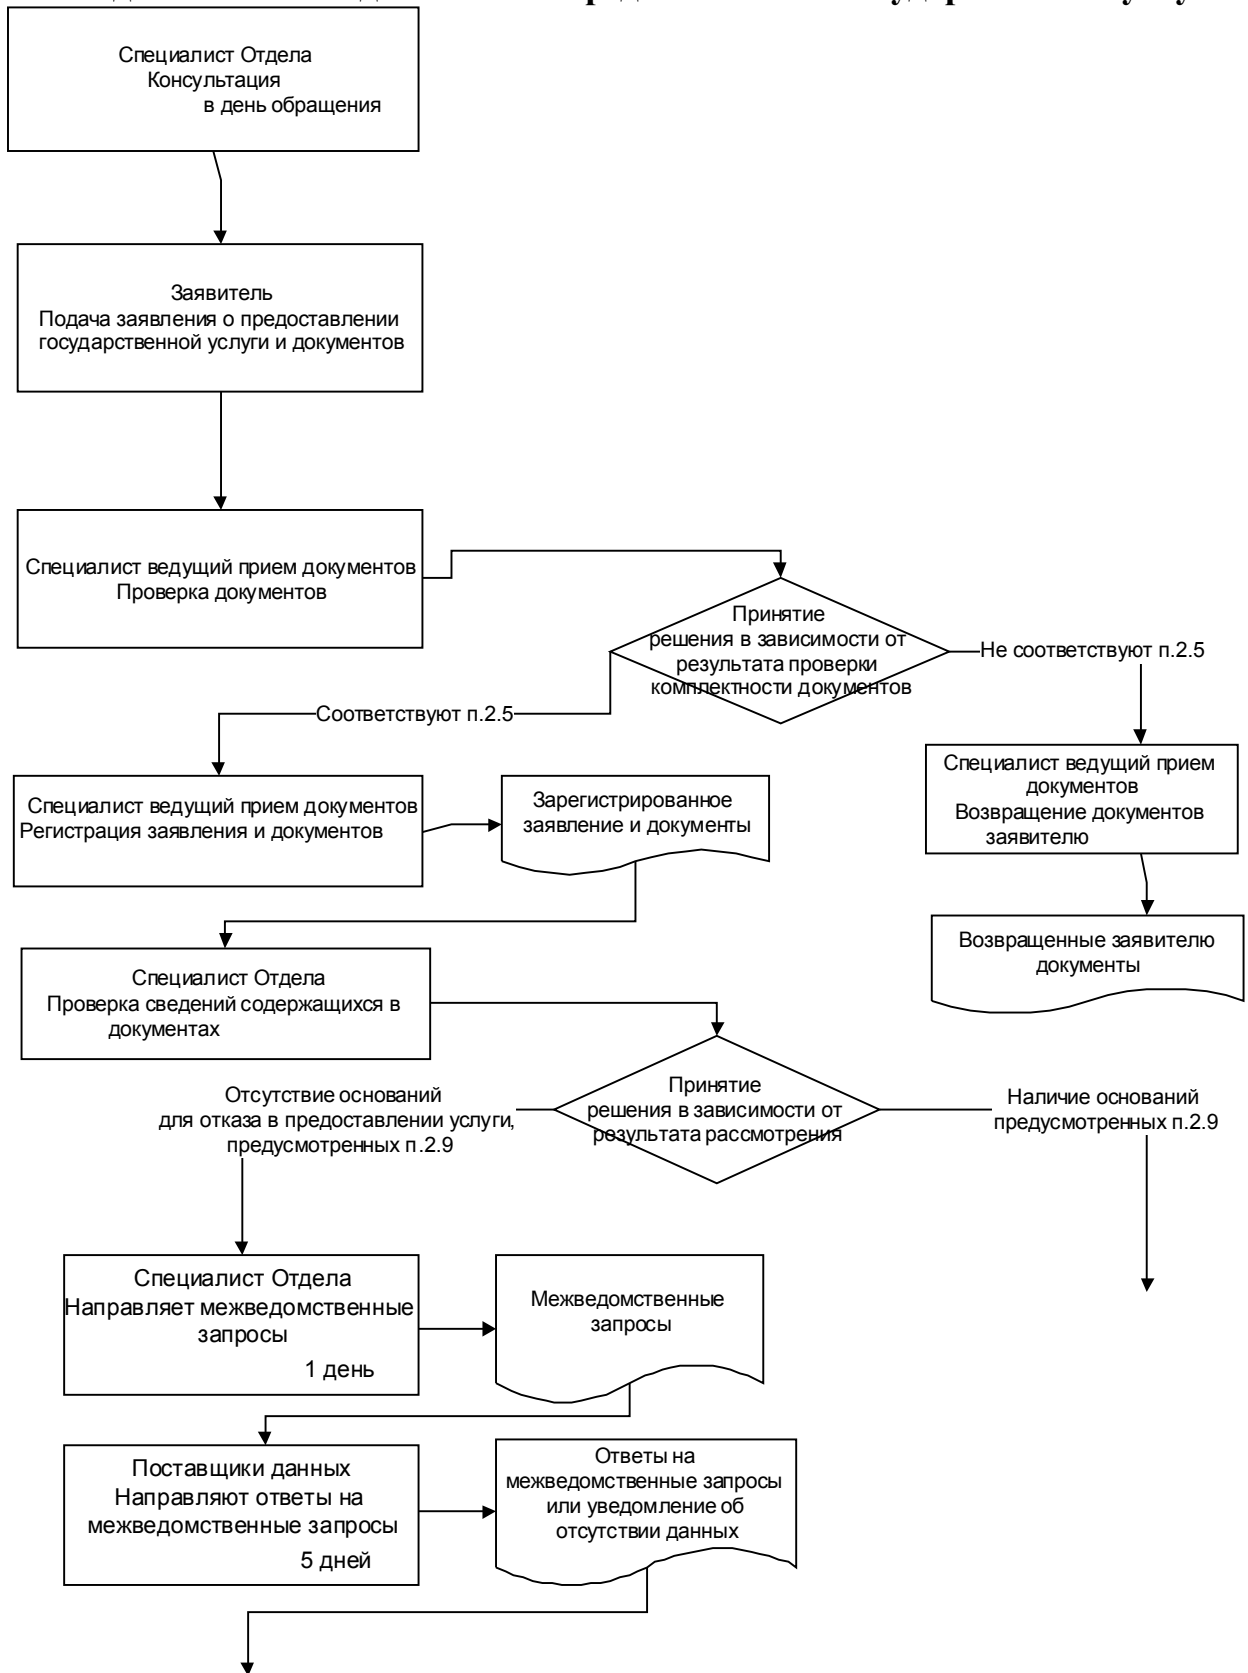 Специалист Отдела
Консультация
в день обращения
Заявитель
Подача заявления о предоставлении
государственной услуги и документов
Специалист ведущий прием документов
Проверка документов
Принятие
решения в зависимости от
результата проверки
комплектности документов
Не соответствуют п.2.5
Соответствуют п.2.5
Специалист ведущий прием
документов
Возвращение документов
заявителю
Специалист ведущий прием документов
Регистрация заявления и документов
Зарегистрированное
заявление и документы
Возвращенные заявителю
документы
Специалист Отдела
Проверка сведений содержащихся в
документах
Принятие
решения в зависимости от
результата рассмотрения
Отсутствие оснований
для отказа в предоставлении услуги,
предусмотренных п.2.9
Наличие оснований
предусмотренных п.2.9
Специалист Отдела
Направляет межведомственные
запросы
1 день
Межведомственные
запросы
Поставщики данных
Направляют ответы на
межведомственные запросы
5 дней
Ответы на
межведомственные запросы
или уведомление об
отсутствии данных